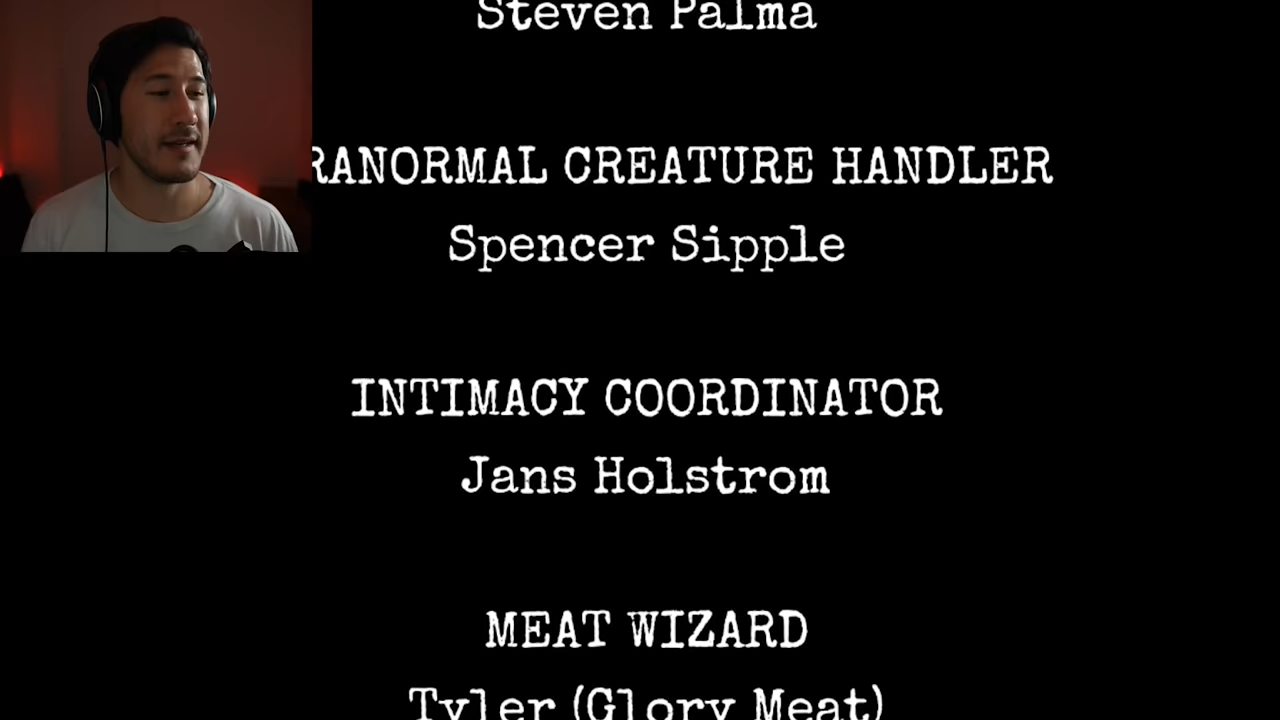 Steven Palma
RANORMAL CREATURE HANDLER
Spencer Sipple
INTIMACY COORDINATOR
Jans Holstrom
MEAT WIZARD
Tyler (Glory Meat)